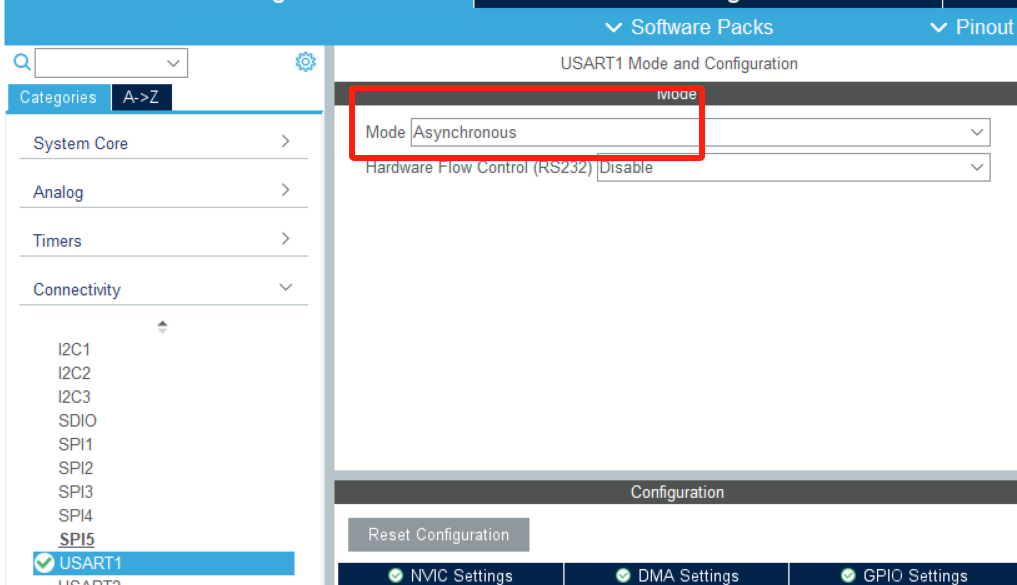 Software Packs
Pinout
USART1 Mode and Configuration
Categories
A->Z
Mode
Mode Asynchronous
Hardware Flow Control (RS232) Disable
System Core
Analog
Timers
Connectivity
I2C1
I2C2
I2C3
SDIO
SPI1
SPI2
SPI3
SPI4
SPI5
USART1
Configuration
Reset Configuration
NVIC Settings
DMA Settings
GPIO Settings